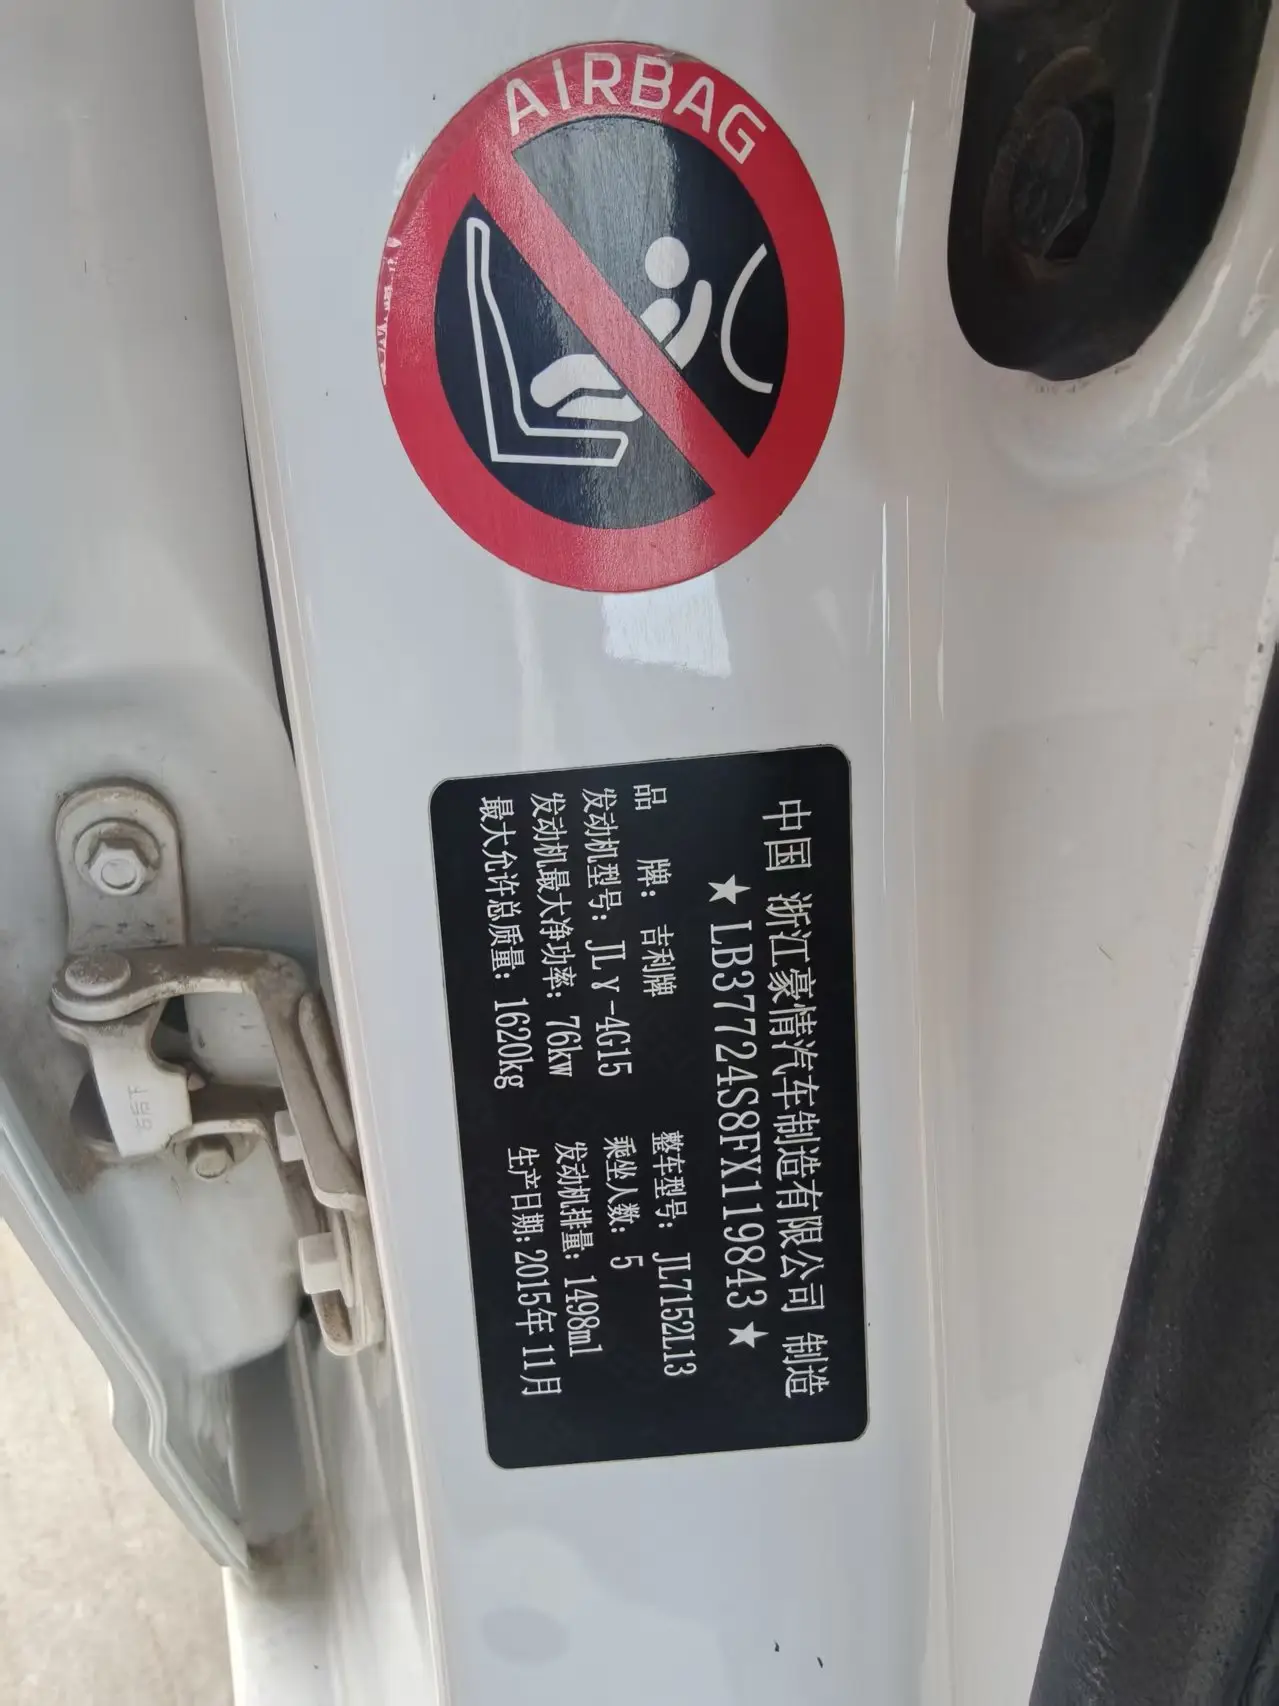 AIRBAG
中国 浙江豪情汽车制造有限公司 制造
★LB37724S8FX119843★
品 牌: 吉利牌 整车型号: JL7152L13
发动机型号: JLγ-4G15 乘坐人数: 5
发动机最大净功率: 76kw 发动机排量: 1498ml
最大允许总质量: 1620kg 生产日期: 2015年11月